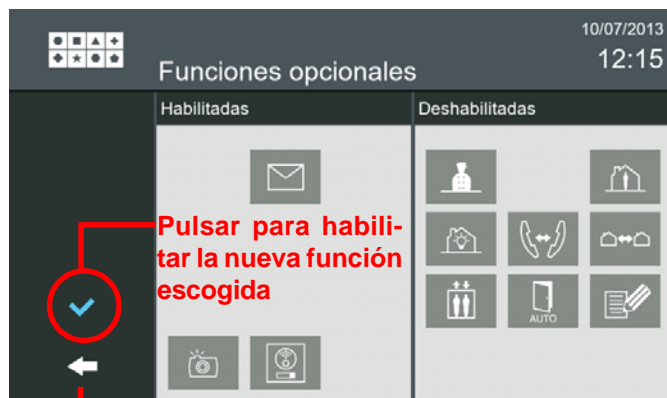 10/07/2013
12:15
Funciones opcionales
Habilitadas
Deshabilitadas
Pulsar para habili-
tar la nueva función
escogida
AUTO